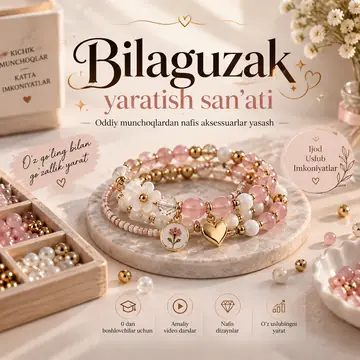 KICHIK
MUNCHOQLAR
KATTA
IMKONIYATLAR
Bilaguzak
yaratish san'ati
Oddiy munchoqlardan nafis aksessuarlar yasash
O'z qo'ling bilan
go'zallik yarat
Ijod
Uslub
Imkoniyatlar
0 dan
boshlovchilar uchun
Amaliy
video darslar
Nafis
dizaynlar
O'z uslubingni
yarat